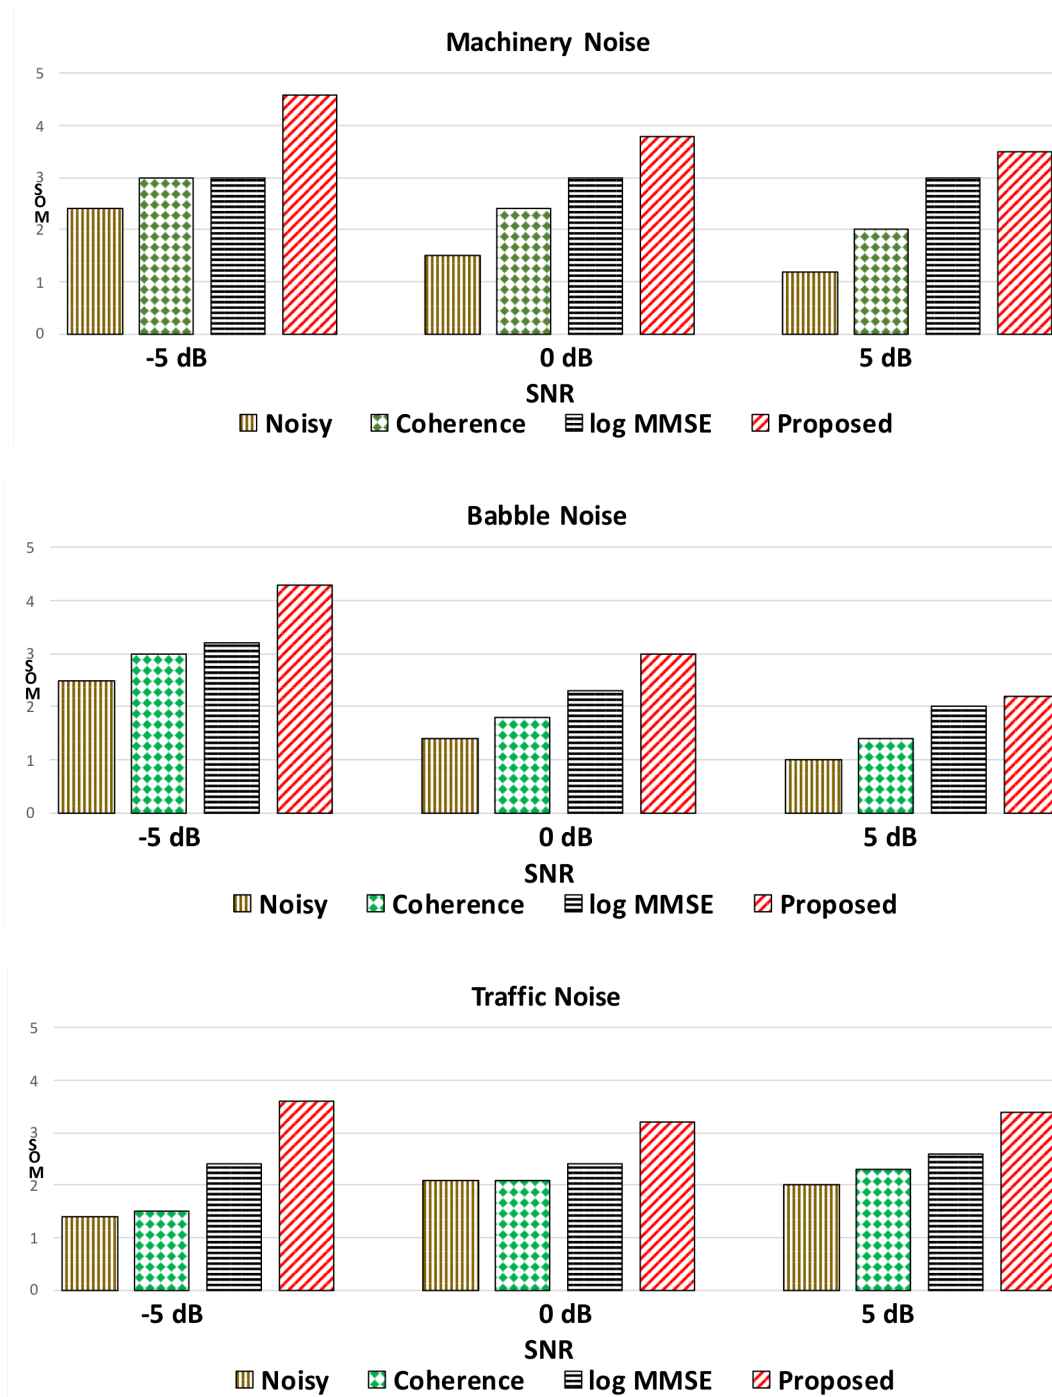 Machinery Noise
5
4
3
S
O
M
2
1
0
-5 dB 0 dB 5 dB
SNR
Noisy Coherence log MMSE Proposed
Babble Noise
5
4
3
S
O
M
2
1
0
-5 dB 0 dB 5 dB
SNR
Noisy Coherence log MMSE Proposed
Traffic Noise
5
4
3
S
O
M
2
1
0
-5 dB 0 dB 5 dB
SNR
Noisy Coherence log MMSE Proposed